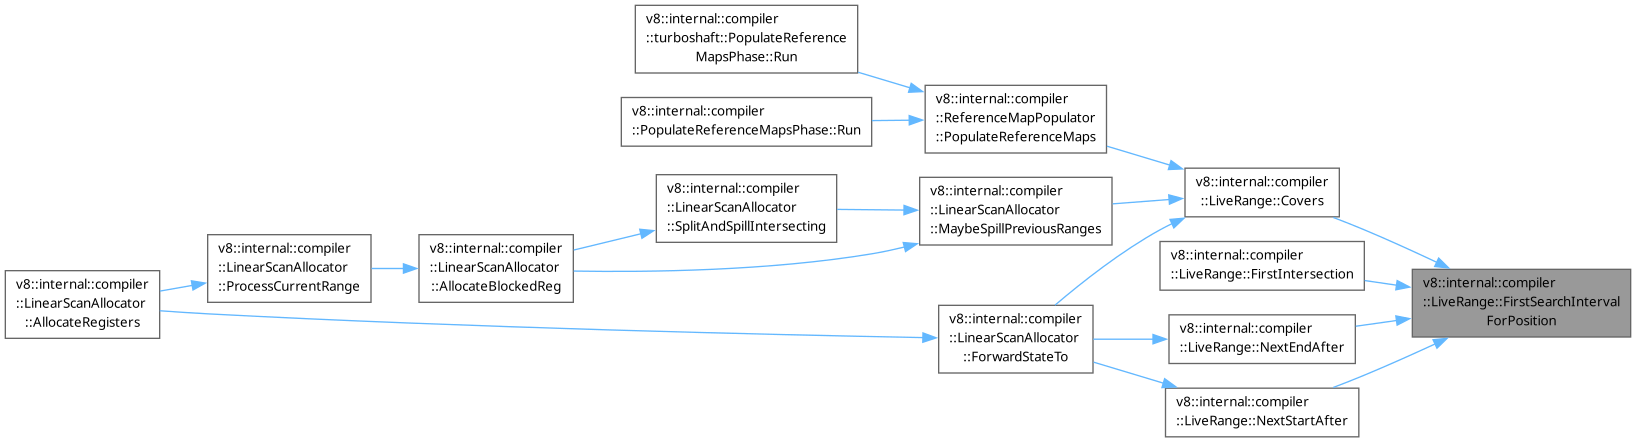 v8::internal::compiler
::turboshaft::PopulateReference
MapsPhase::Run
v8::internal::compiler
::PopulateReferenceMapsPhase::Run
v8::internal::compiler
::ReferenceMapPopulator
::PopulateReferenceMaps
v8::internal::compiler
::LinearScanAllocator
::SplitAndSpillIntersecting
v8::internal::compiler
::LinearScanAllocator
::MaybeSpillPreviousRanges
v8::internal::compiler
::LiveRange::Covers
v8::internal::compiler
::LinearScanAllocator
::AllocateRegisters
v8::internal::compiler
::LinearScanAllocator
::ProcessCurrentRange
v8::internal::compiler
::LinearScanAllocator
::AllocateBlockedReg
v8::internal::compiler
::LiveRange::FirstIntersection
v8::internal::compiler
::LiveRange::FirstSearchInterval
ForPosition
v8::internal::compiler
::LinearScanAllocator
::ForwardStateTo
v8::internal::compiler
::LiveRange::NextEndAfter
v8::internal::compiler
::LiveRange::NextStartAfter